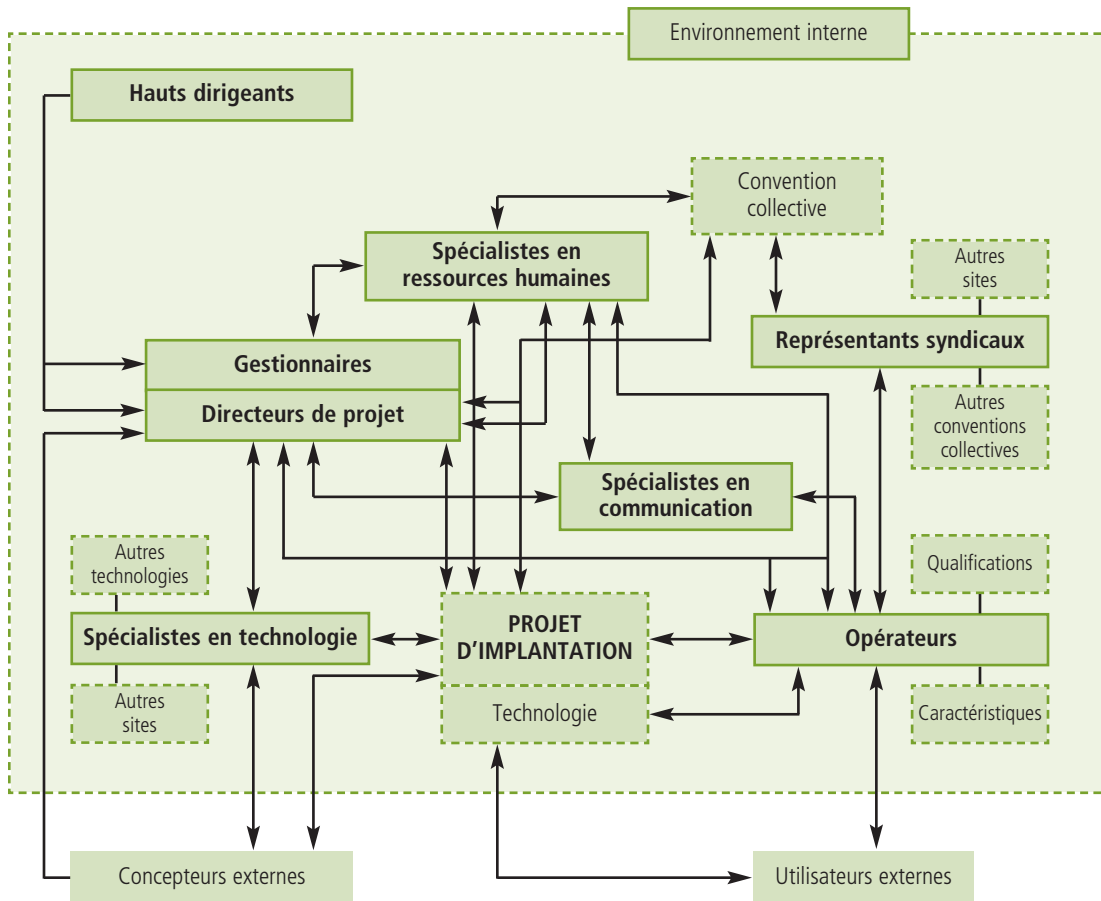 Environnement interne
Hauts dirigeants
Convention
collective
Spécialistes en
ressources humaines
Autres
sites
Représentants syndicaux
Gestionnaires
Directeurs de projet
Autres
conventions
collectives
Spécialistes en
communication
Autres
technologies
Qualifications
Spécialistes en technologie
PROJET
D'IMPLANTATION
Opérateurs
Autres
sites
Technologie
Caractéristiques
Concepteurs externes
Utilisateurs externes